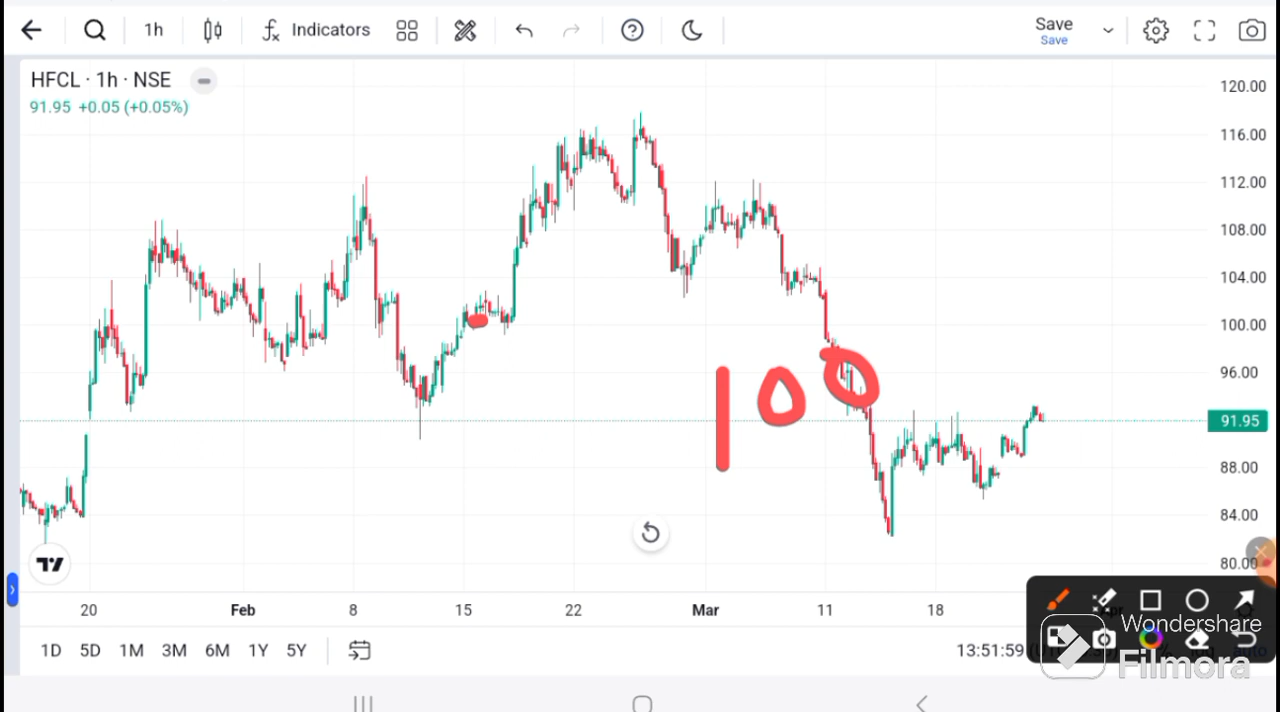 1h Indicators Save
Save
HFCL · 1h · NSE
91.95 +0.05 (+0.05%)
120.00
116.00
112.00
108.00
104.00
100.00
96.00
91.95
88.00
84.00
80.00
100
20 Feb 8 15 22 Mar 11 18
1D 5D 1M 3M 6M 1Y 5Y 13:51:59
Wondershare
Filmora